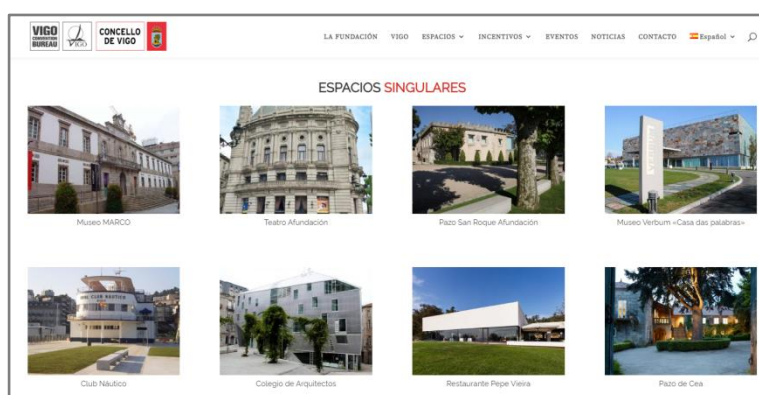 VIGO
CONVENTION
BUREAU
VIGO
CONCELLO
DE VIGO
LA FUNDACIÓN VIGO ESPACIOS INCENTIVOS EVENTOS NOTICIAS CONTACTO Español
ESPACIOS SINGULARES
Museo MARCO
Teatro Afundación
Pazo San Roque Afundación
Museo Verbum «Casa das palabras»
CLUB NAUTICO
Club Náutico
Colegio de Arquitectos
Restaurante Pepe Vieira
Pazo de Cea